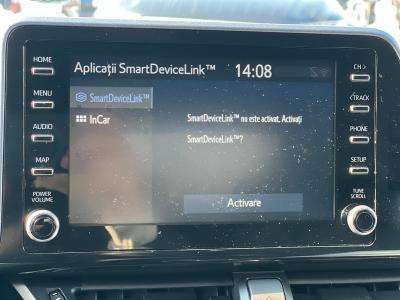 HOME
MENU
AUDIO
MAP
POWER
VOLUME
Aplicații SmartDeviceLink™
14:08
SmartDeviceLink™
InCar
SmartDeviceLink™ nu este activat. Activați
SmartDeviceLink™?
Activare
CH >
<TRACK
PHONE
SETUP
TUNE
SCROLL